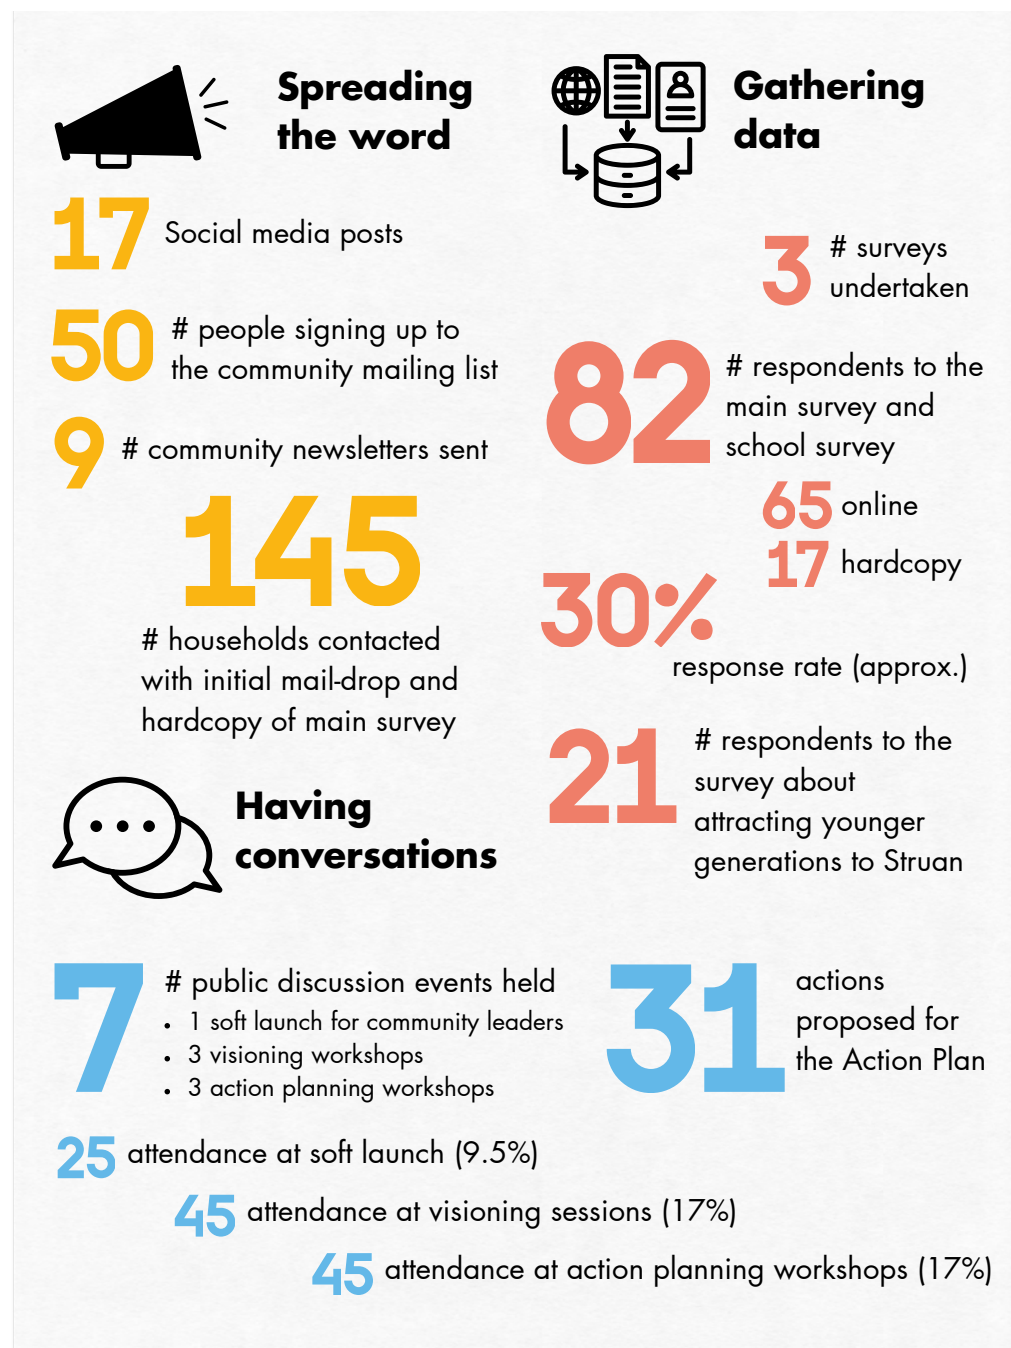 Spreading
the word
17 Social media posts
50 # people signing up to
the community mailing list
9 # community newsletters sent
145
# households contacted
with initial mail-drop and
hardcopy of main survey
Gathering
data
3 # surveys
undertaken
82 # respondents to the
main survey and
school survey
65 online
17 hardcopy
30%
response rate (approx.)
21 # respondents to the
survey about
attracting younger
generations to Struan
Having
conversations
7 # public discussion events held
• 1 soft launch for community leaders
• 3 visioning workshops
• 3 action planning workshops
31 actions
proposed for
the Action Plan
25 attendance at soft launch (9.5%)
45 attendance at visioning sessions (17%)
45 attendance at action planning workshops (17%)